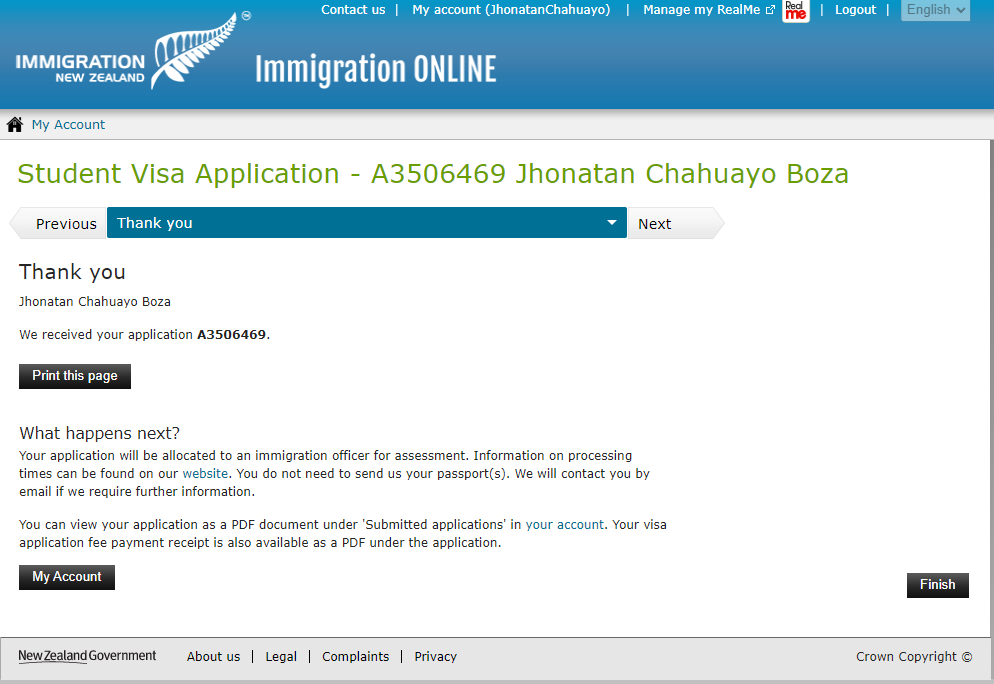 Contact us | My account (JhonatanChahuayo) | Manage my RealMe Real me | Logout | English
IMMIGRATION
NEW ZEALAND
Immigration ONLINE
My Account
Student Visa Application - A3506469 Jhonatan Chahuayo Boza
Previous Thank you Next
Thank you
Jhonatan Chahuayo Boza
We received your application A3506469.
Print this page
What happens next?
Your application will be allocated to an immigration officer for assessment. Information on processing
times can be found on our website. You do not need to send us your passport(s). We will contact you by
email if we require further information.
You can view your application as a PDF document under 'Submitted applications' in your account. Your visa
application fee payment receipt is also available as a PDF under the application.
My Account
Finish
New Zealand Government About us | Legal | Complaints | Privacy Crown Copyright ©